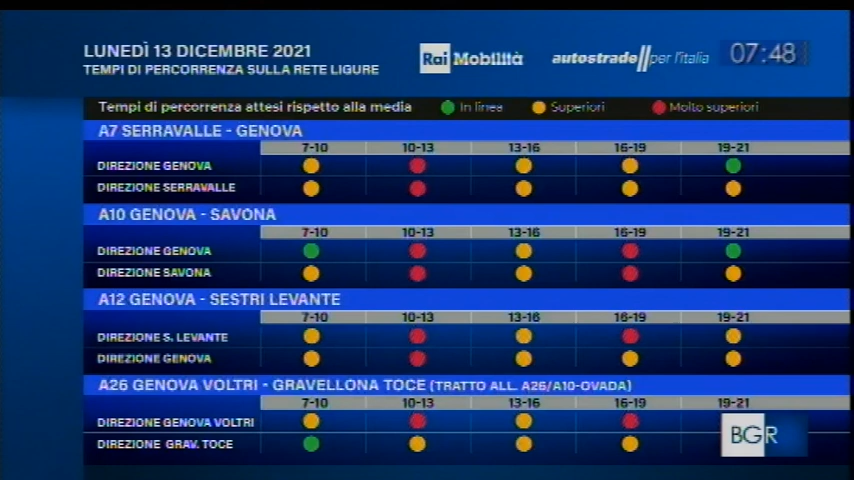 LUNEDÌ 13 DICEMBRE 2021
TEMPI DI PERCORRENZA SULLA RETE LIGURE
Rai Mobilità
autostrade//per l'italia
07:48
Tempi di percorrenza attesi rispetto alla media In linea Superiori Molto superiori
A7 SERRAVALLE - GENOVA
7-10 10-13 13-16 16-19 19-21
DIREZIONE GENOVA
DIREZIONE SERRAVALLE
A10 GENOVA - SAVONA
7-10 10-13 13-16 16-19 19-21
DIREZIONE GENOVA
DIREZIONE SAVONA
A12 GENOVA - SESTRI LEVANTE
7-10 10-13 13-16 16-19 19-21
DIREZIONE S. LEVANTE
DIREZIONE GENOVA
A26 GENOVA VOLTRI - GRAVELLONA TOCE (TRATTO ALL. A26/A10-OVADA)
7-10 10-13 13-16 16-19 19-21
DIREZIONE GENOVA VOLTRI
DIREZIONE GRAV. TOCE
BGR